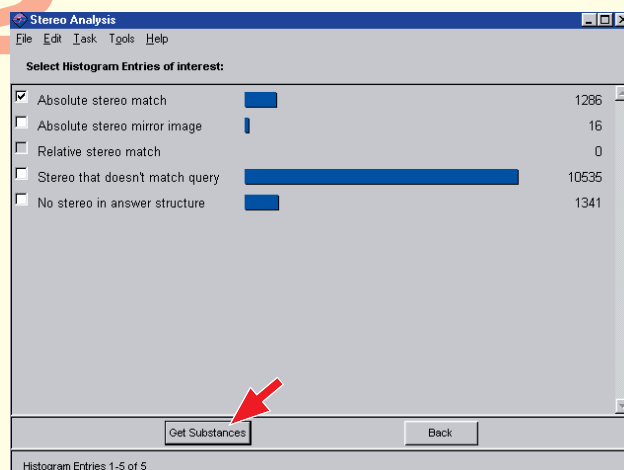 Stereo Analysis
File Edit Task Tools Help
Select Histogram Entries of interest:
Absolute stereo match 1286
Absolute stereo mirror image 16
Relative stereo match 0
Stereo that doesn't match query 10535
No stereo in answer structure 1341
Get Substances Back
Histogram Entries 1-5 of 5